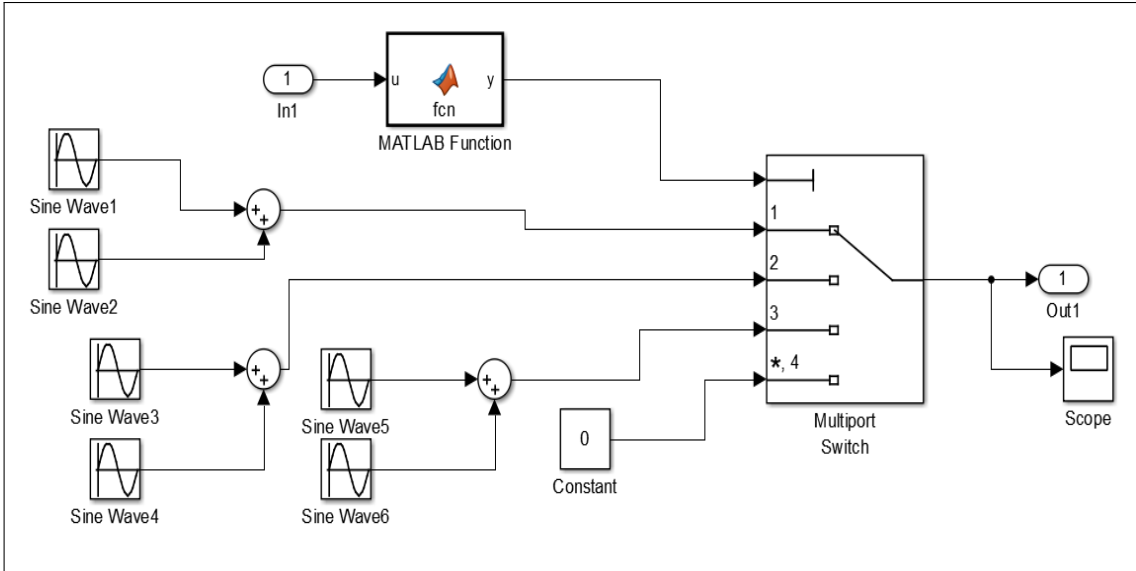 1
In1
u
y
fcn
MATLAB Function
Sine Wave1
+
+
Sine Wave2
1
2
3
*, 4
Multiport
Switch
1
Out1
Scope
Sine Wave3
+
+
Sine Wave4
Sine Wave5
+
+
Sine Wave6
0
Constant